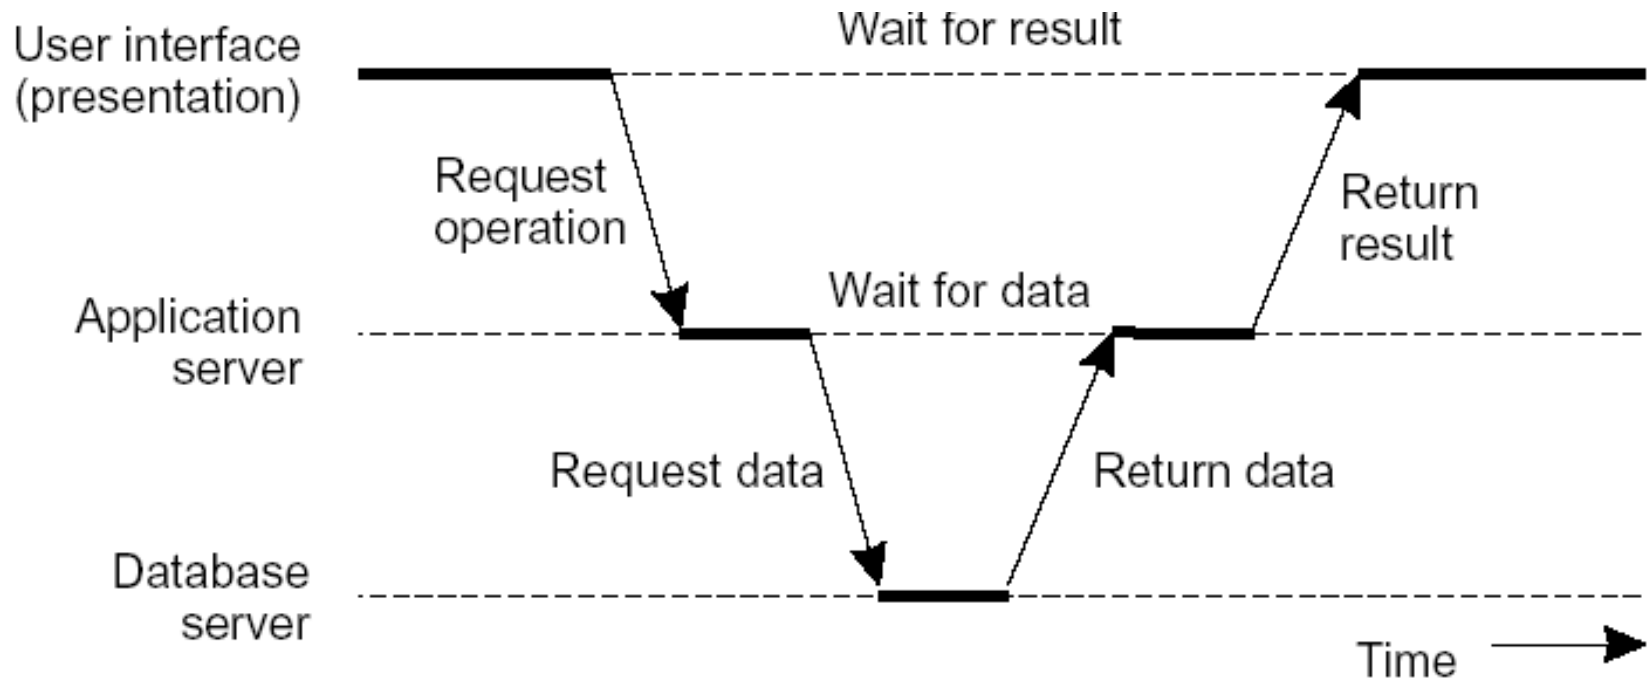 Wait for result
User interface
(presentation)
Request
operation
Return
result
Wait for data
Application
server
Request data
Return data
Database
server
Time